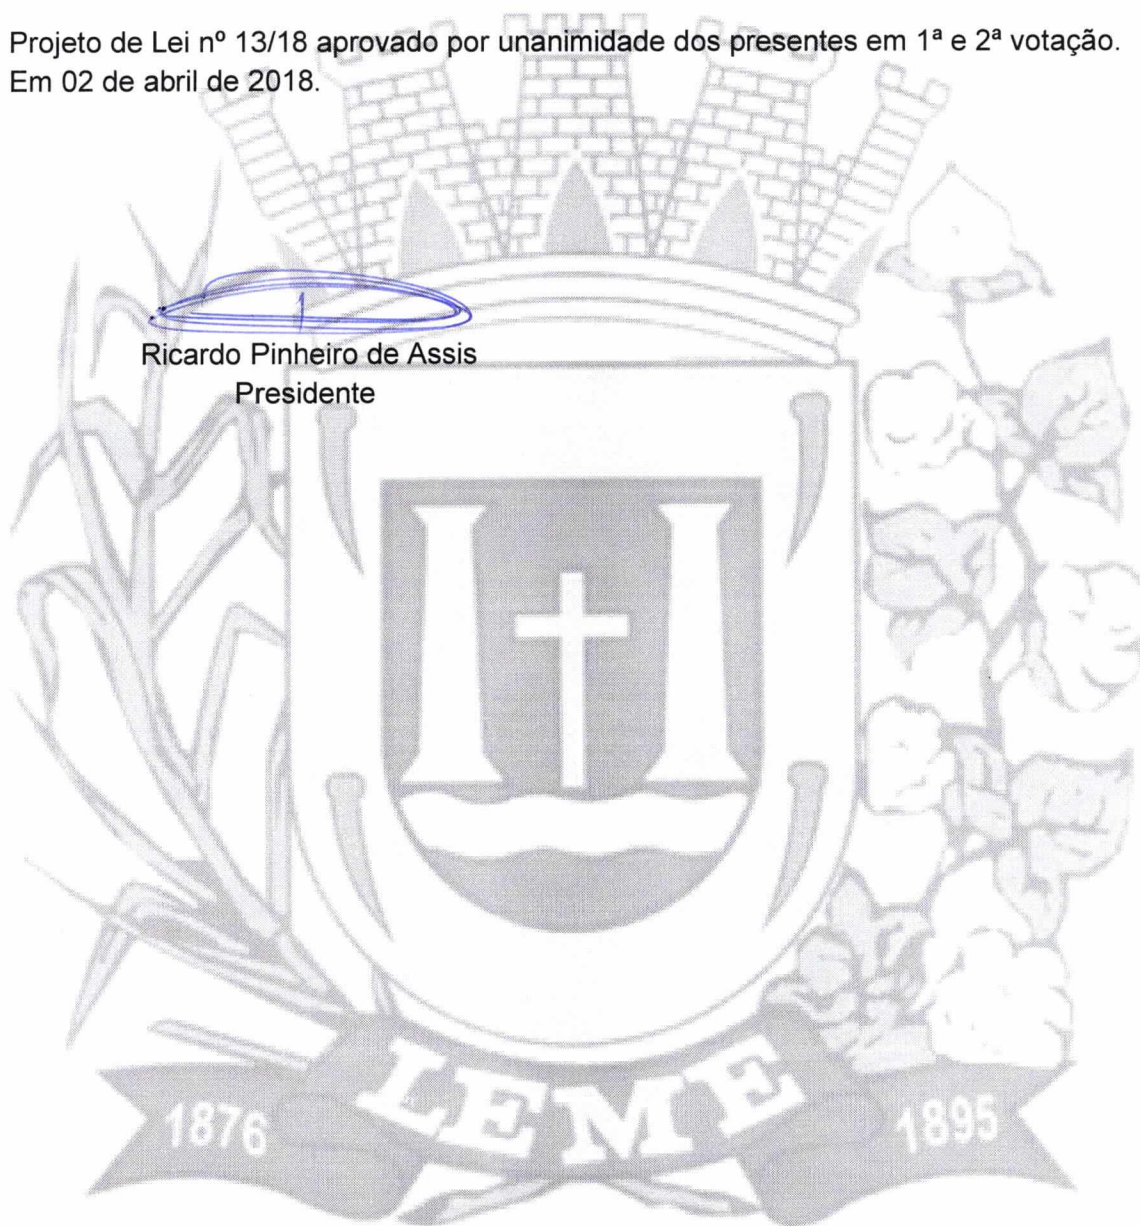 Projeto de Lei nº 13/18 aprovado por unanimidade dos presentes em 1ª e 2ª votação.
Em 02 de abril de 2018.
Ricardo Pinheiro de Assis
Presidente
LEME
1876
1895